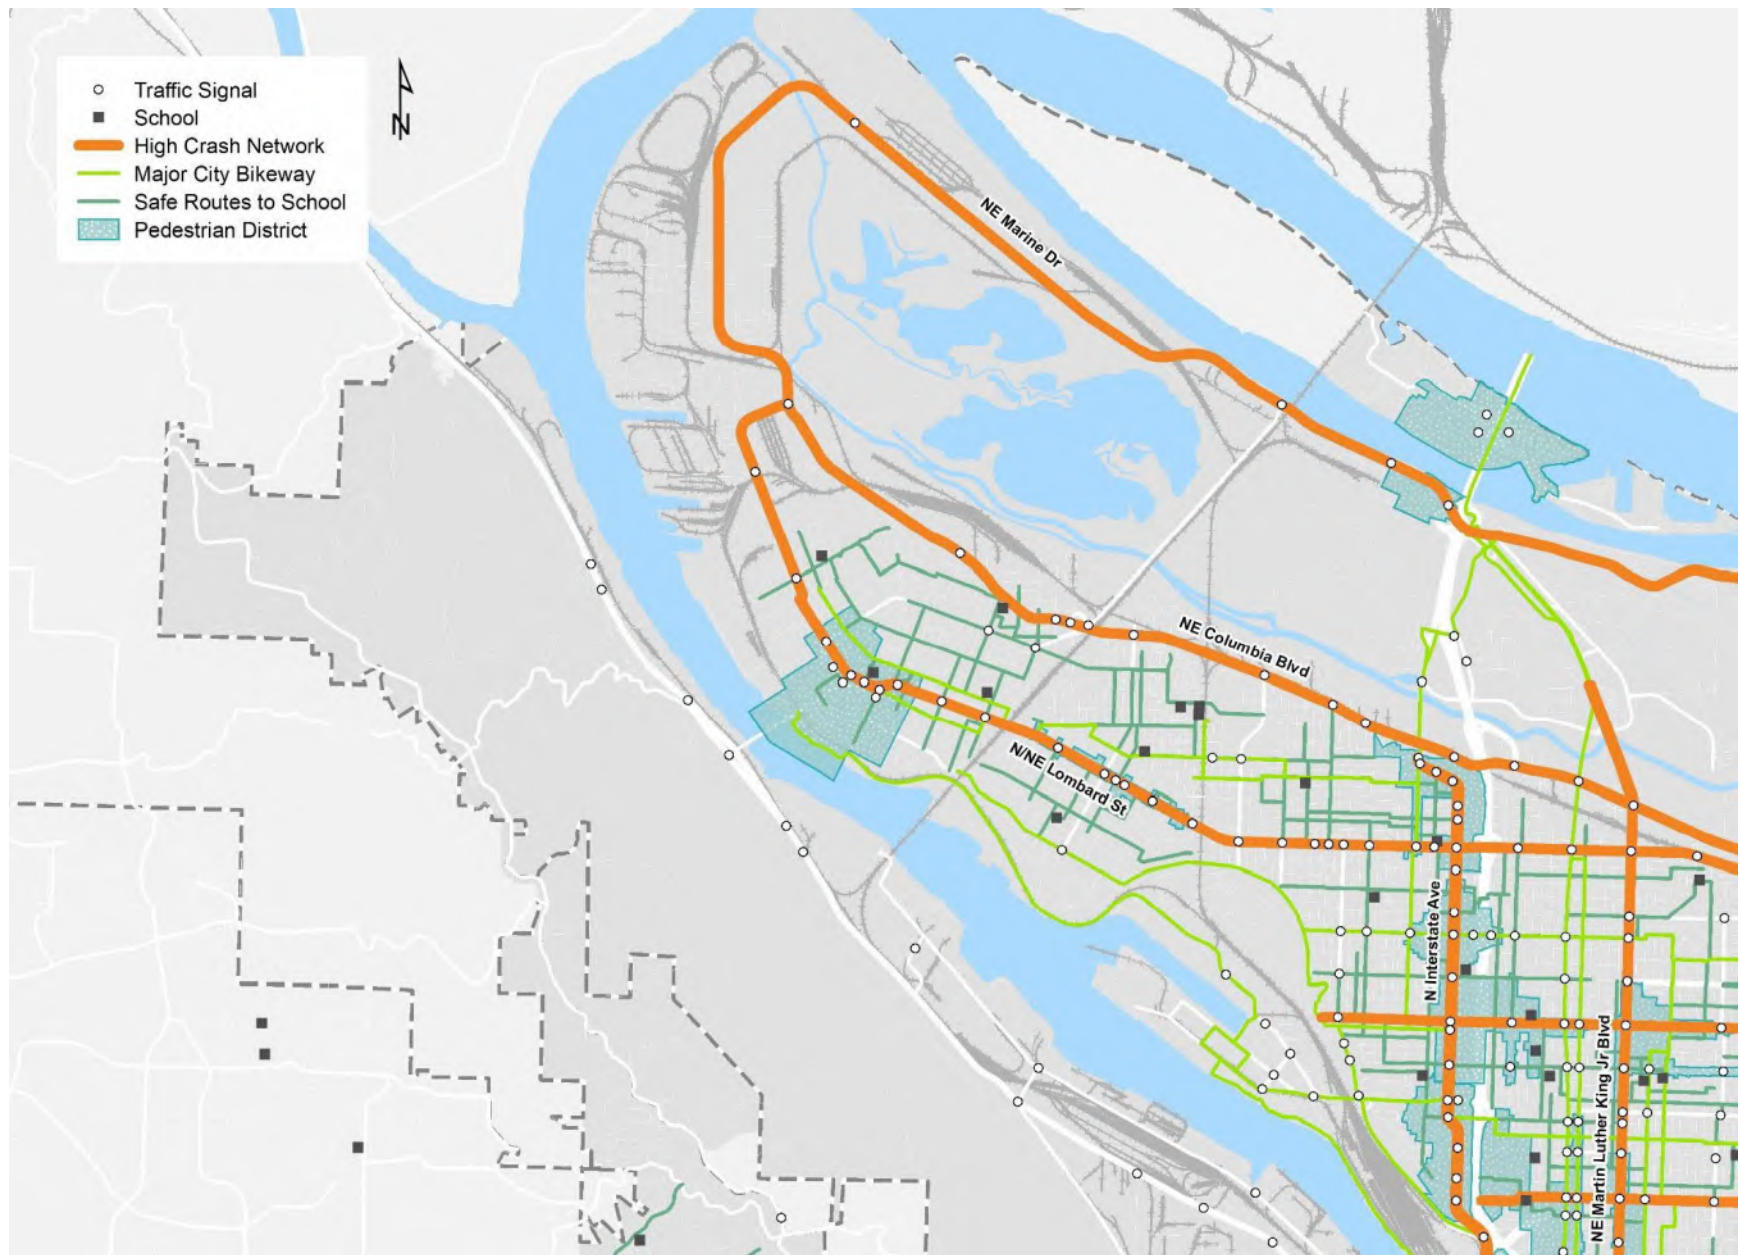 Traffic Signal
School
High Crash Network
Major City Bikeway
Safe Routes to School
Pedestrian District
N
NE Marine Dr
NE Columbia Blvd
N/NE Lombard St
N Interstate Ave
NE Martin Luther King Jr Blvd